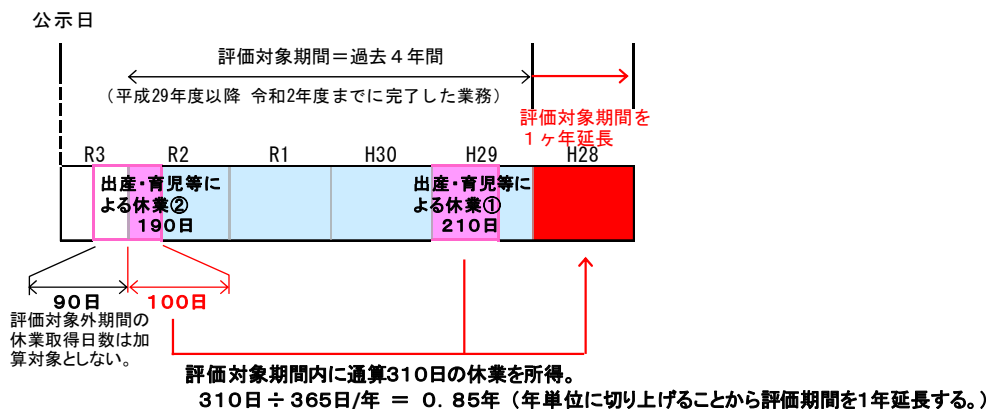 公示日
評価対象期間＝過去４年間
（平成29年度以降 令和2年度までに完了した業務）
評価対象期間を
１ヶ年延長
R3 R2 R1 H30 H29 H28
出産・育児等に
よる休業②
190日
出産・育児等に
よる休業①
210日
90日
100日
評価対象外期間の
休業取得日数は加
算対象としない。
評価対象期間内に通算310日の休業を所得。
310日÷365日/年 ＝ ０．85年（年単位に切り上げることから評価期間を1年延長する。）